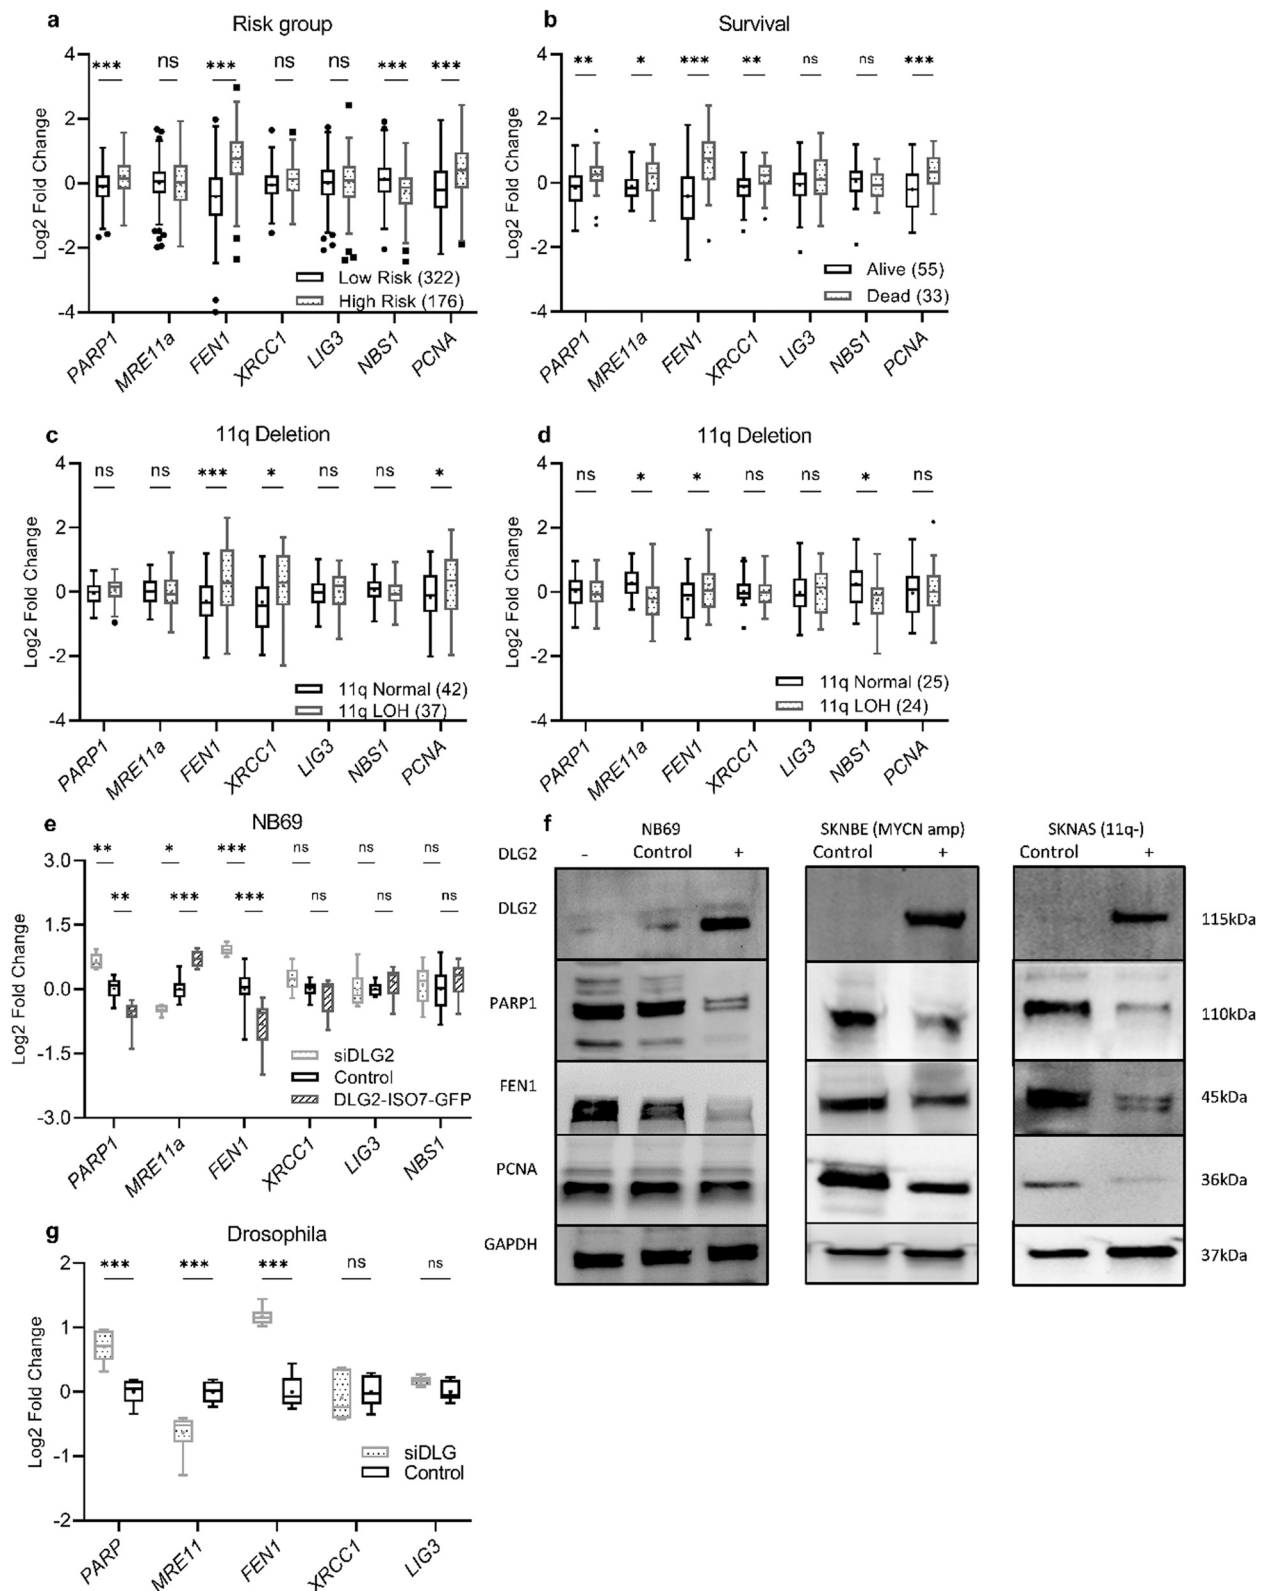 a
Risk group
4
2
0
-2
-4
Log2 Fold Change
*** ns *** ns ns *** ***
Low Risk (322)
High Risk (176)
PARP1 MRE11a FEN1 XRCC1 LIG3 NBS1 PCNA
b
Survival
4
2
0
-2
-4
Log2 Fold Change
** * *** ** ns ns ***
Alive (55)
Dead (33)
PARP1 MRE11a FEN1 XRCC1 LIG3 NBS1 PCNA
c
11q Deletion
4
2
0
-2
-4
Log2 Fold Change
ns ns *** * ns ns *
11q Normal (42)
11q LOH (37)
PARP1 MRE11a FEN1 XRCC1 LIG3 NBS1 PCNA
d
11q Deletion
4
2
0
-2
-4
Log2 Fold Change
ns * * ns ns * ns
11q Normal (25)
11q LOH (24)
PARP1 MRE11a FEN1 XRCC1 LIG3 NBS1 PCNA
e
NB69
3.0
1.5
0.0
-1.5
-3.0
Log2 Fold Change
** * *** ns ns ns
** *** *** ns ns ns
siDLG2
Control
DLG2-ISO7-GFP
PARP1 MRE11a FEN1 XRCC1 LIG3 NBS1
f
NB69 SKNBE (MYCN amp) SKNAS (11q-)
DLG2 - Control + Control + Control +
DLG2 115kDa
PARP1 110kDa
FEN1 45kDa
PCNA 36kDa
GAPDH 37kDa
g
Drosophila
2
1
0
-1
-2
Log2 Fold Change
*** *** *** ns ns
siDLG
Control
PARP MRE11 FEN1 XRCC1 LIG3